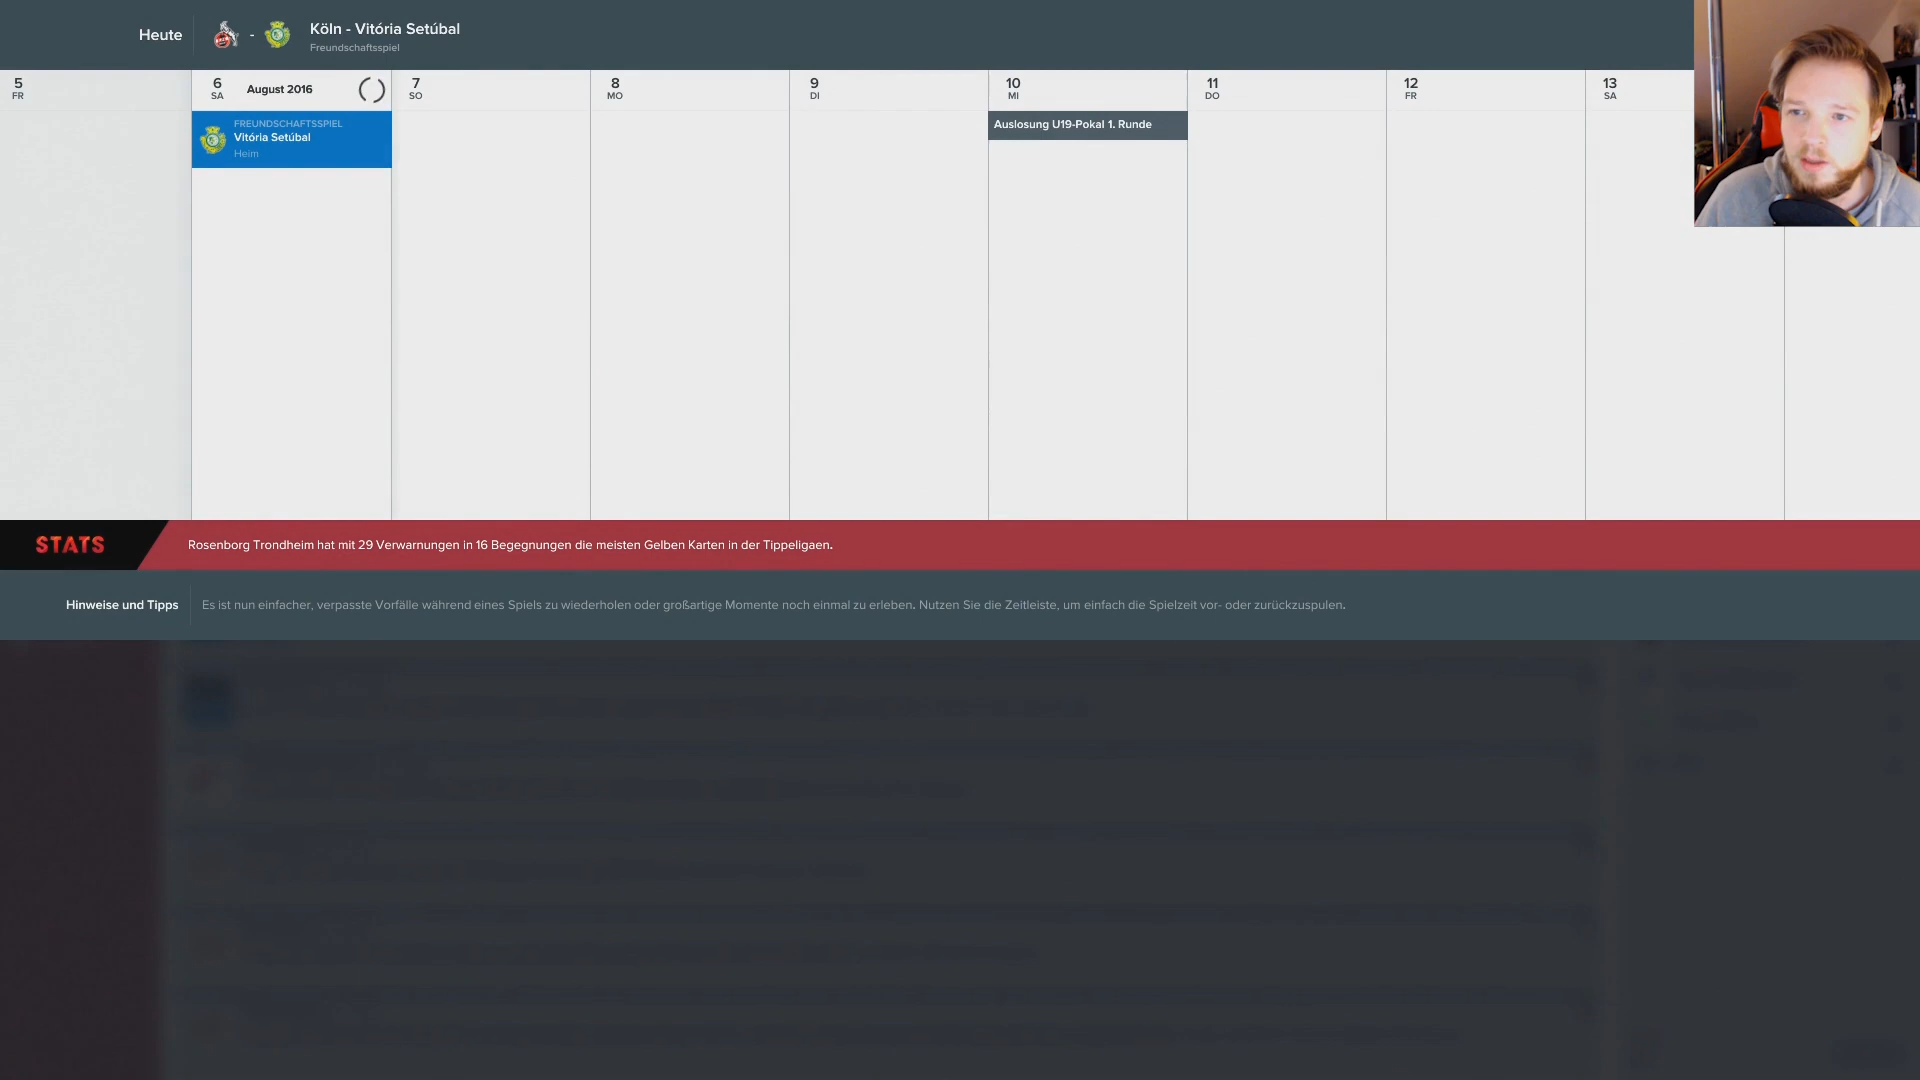 Heute
-
Köln - Vitória Setúbal
Freundschaftsspiel
5
FR
6
SA
August 2016
7
SO
8
MO
9
DI
10
MI
11
DO
12
FR
13
SA
FREUNDSCHAFTSSPIEL
Vitória Setúbal
Heim
Auslosung U19-Pokal 1. Runde
STATS
Rosenborg Trondheim hat mit 29 Verwarnungen in 16 Begegnungen die meisten Gelben Karten in der Tippeligaen.
Hinweise und Tipps
Es ist nun einfacher, verpasste Vorfälle während eines Spiels zu wiederholen oder großartige Momente noch einmal zu erleben. Nutzen Sie die Zeitleiste, um einfach die Spielzeit vor- oder zurückzuspulen.